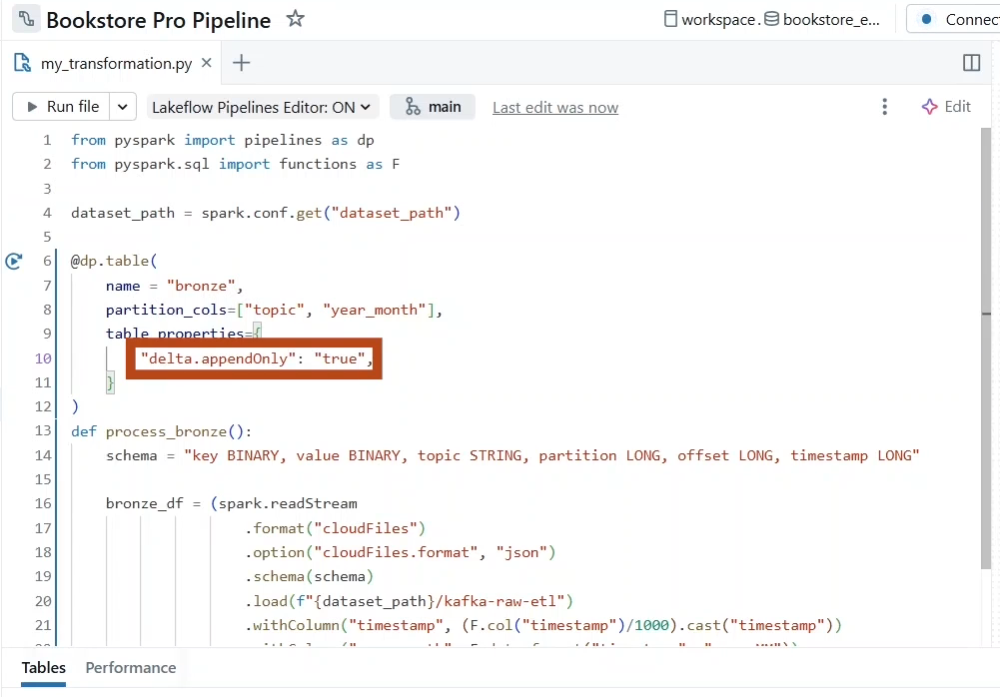 Bookstore Pro Pipeline
workspace. bookstore_e...
Connect
my_transformation.py
Run file
Lakeflow Pipelines Editor: ON
main
Last edit was now
Edit
1 from pyspark import pipelines as dp
2 from pyspark.sql import functions as F
3
4 dataset_path = spark.conf.get("dataset_path")
5
6 @dp.table(
7 name = "bronze",
8 partition_cols=["topic", "year_month"],
9 table_properties={
10 "delta.appendOnly": "true",
11 }
12 )
13 def process_bronze():
14 schema = "key BINARY, value BINARY, topic STRING, partition LONG, offset LONG, timestamp LONG"
15
16 bronze_df = (spark.readStream
17 .format("cloudFiles")
18 .option("cloudFiles.format", "json")
19 .schema(schema)
20 .load(f"{dataset_path}/kafka-raw-etl")
21 .withColumn("timestamp", (F.col("timestamp")/1000).cast("timestamp"))
Tables
Performance